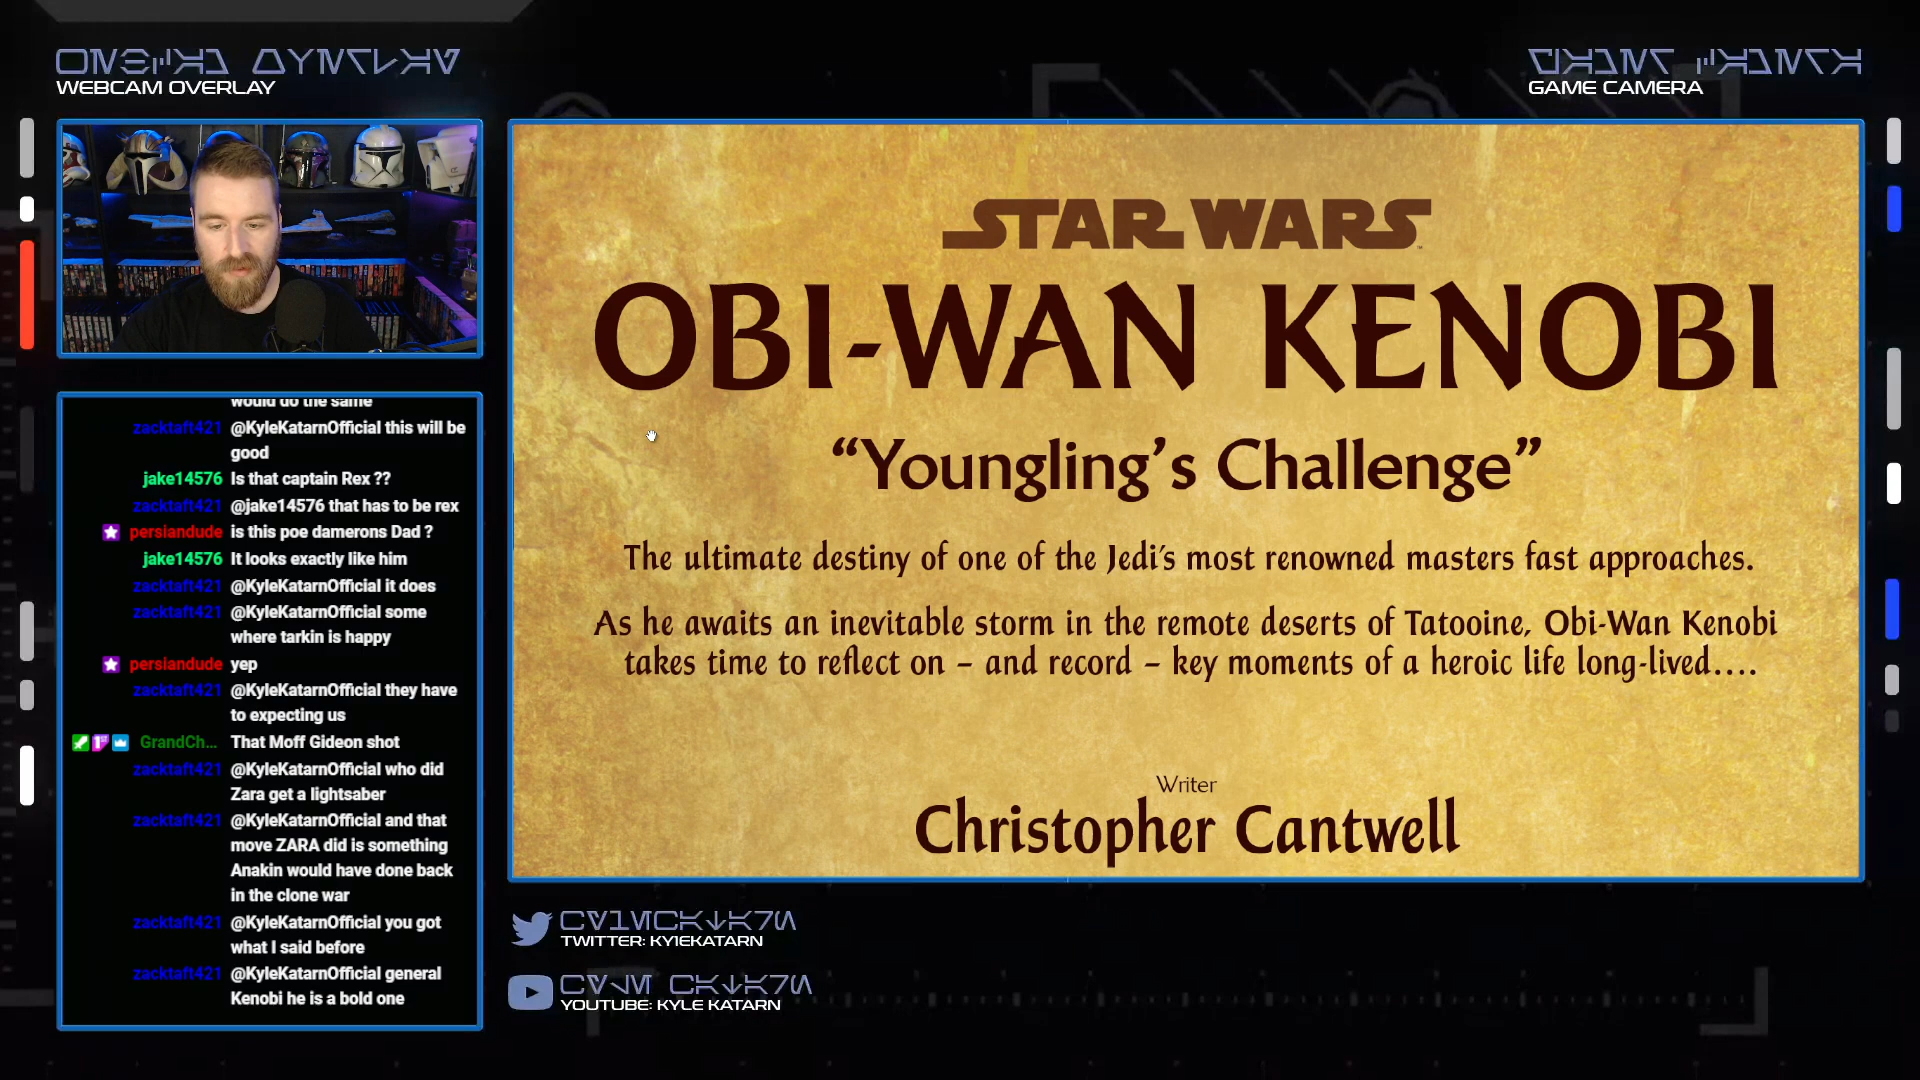 WEBCAM OVERLAY
GAME CAMERA
would do the same
zacktaft421 @KyleKatarnOfficial this will be
good
jake14576 Is that captain Rex ??
zacktaft421 @jake14576 that has to be rex
persiandude is this poe damerons Dad ?
jake14576 It looks exactly like him
zacktaft421 @KyleKatarnOfficial it does
zacktaft421 @KyleKatarnOfficial some
where tarkin is happy
persiandude yep
zacktaft421 @KyleKatarnOfficial they have
to expecting us
GrandCh... That Moff Gideon shot
zacktaft421 @KyleKatarnOfficial who did
Zara get a lightsaber
zacktaft421 @KyleKatarnOfficial and that
move ZARA did is something
Anakin would have done back
in the clone war
zacktaft421 @KyleKatarnOfficial you got
what I said before
zacktaft421 @KyleKatarnOfficial general
Kenobi he is a bold one
STAR WARS
OBI-WAN KENOBI
“Youngling’s Challenge”
The ultimate destiny of one of the Jedi’s most renowned masters fast approaches.
As he awaits an inevitable storm in the remote deserts of Tatooine, Obi-Wan Kenobi
takes time to reflect on – and record – key moments of a heroic life long-lived....
Writer
Christopher Cantwell
TWITTER: KY1EKATARN
YOUTUBE: KYLE KATARN